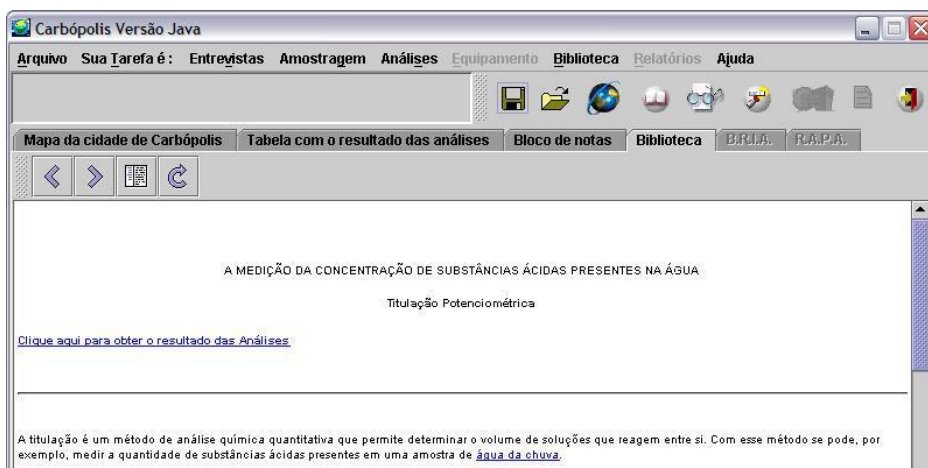 Carbópolis Versão Java
Arquivo Sua Tarefa é : Entrevistas Amostragem Análises Equipamento Biblioteca Relatórios Ajuda
Mapa da cidade de Carbópolis Tabela com o resultado das análises Bloco de notas Biblioteca B.R.I.A. R.A.P.A.
A MEDIÇÃO DA CONCENTRAÇÃO DE SUBSTÂNCIAS ÁCIDAS PRESENTES NA ÁGUA
Titulação Potenciométrica
Clique aqui para obter o resultado das Análises
A titulação é um método de análise química quantitativa que permite determinar o volume de soluções que reagem entre si. Com esse método se pode, por
exemplo, medir a quantidade de substâncias ácidas presentes em uma amostra de água da chuva.